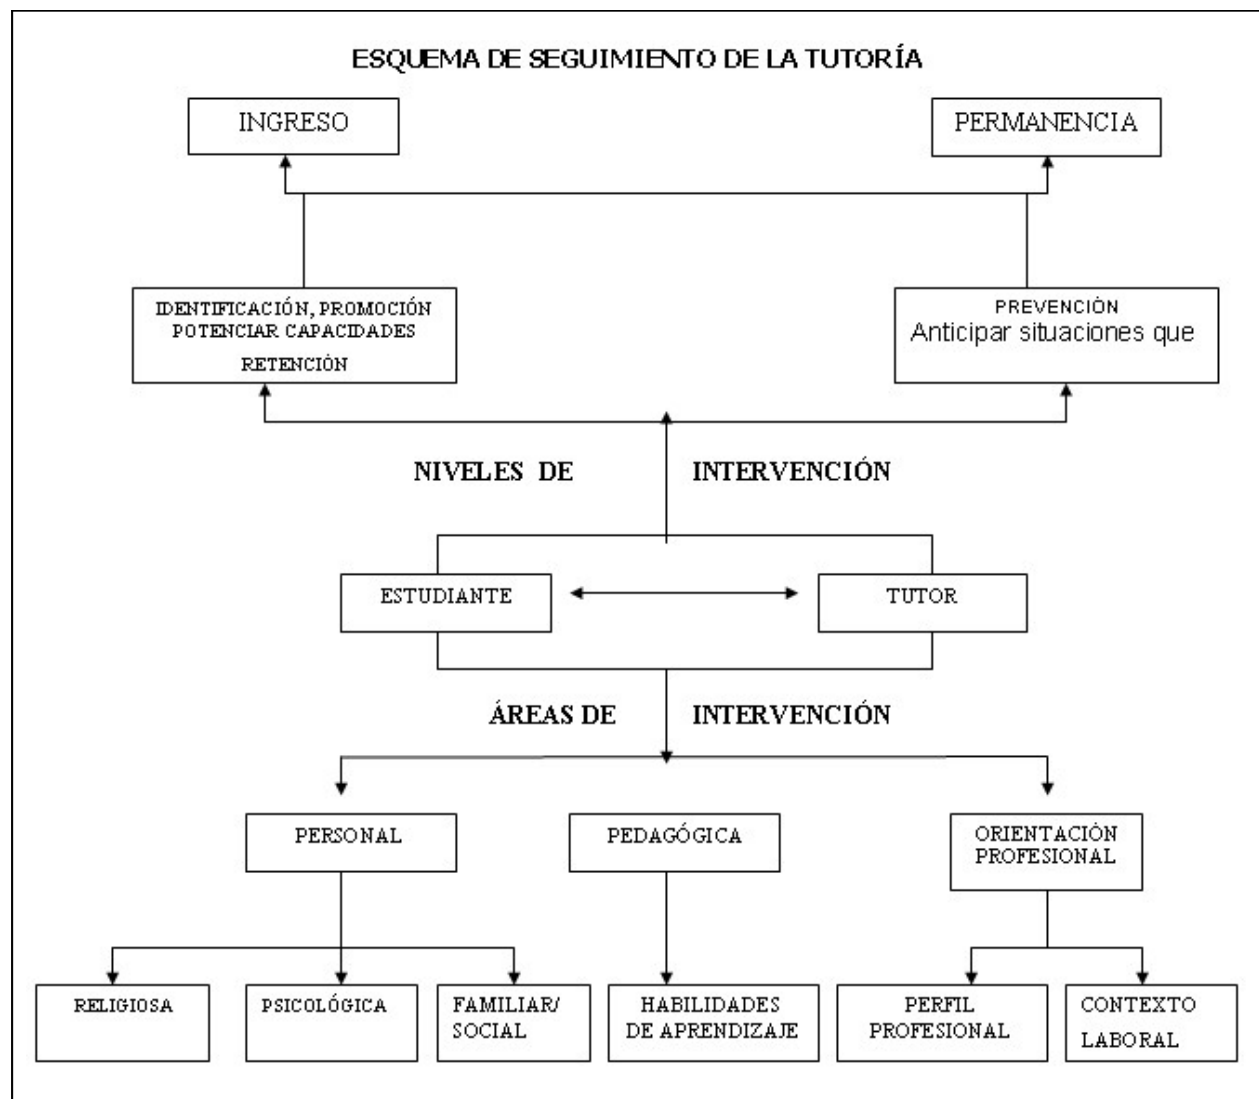 ESQUEMA DE SEGUIMIENTO DE LA TUTORÍA
INGRESO
PERMANENCIA
IDENTIFICACIÓN, PROMOCIÓN
POTENCIAR CAPACIDADES
RETENCIÓN
PREVENCIÓN
Anticipar situaciones que
NIVELES DE INTERVENCIÓN
ESTUDIANTE
TUTOR
ÁREAS DE INTERVENCIÓN
PERSONAL
PEDAGÓGICA
ORIENTACIÓN
PROFESIONAL
RELIGIOSA
PSICOLÓGICA
FAMILIAR/
SOCIAL
HABILIDADES
DE APRENDIZAJE
PERFIL
PROFESIONAL
CONTEXTO
LABORAL